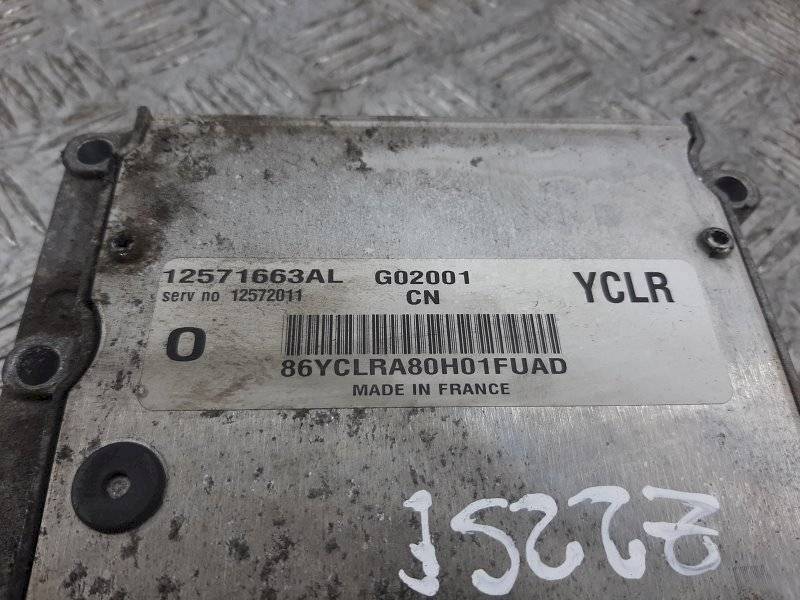 12571663AL G02001 YCLR
serv no 12572011 CN
O
86YCLRA80H01FUAD
MADE IN FRANCE